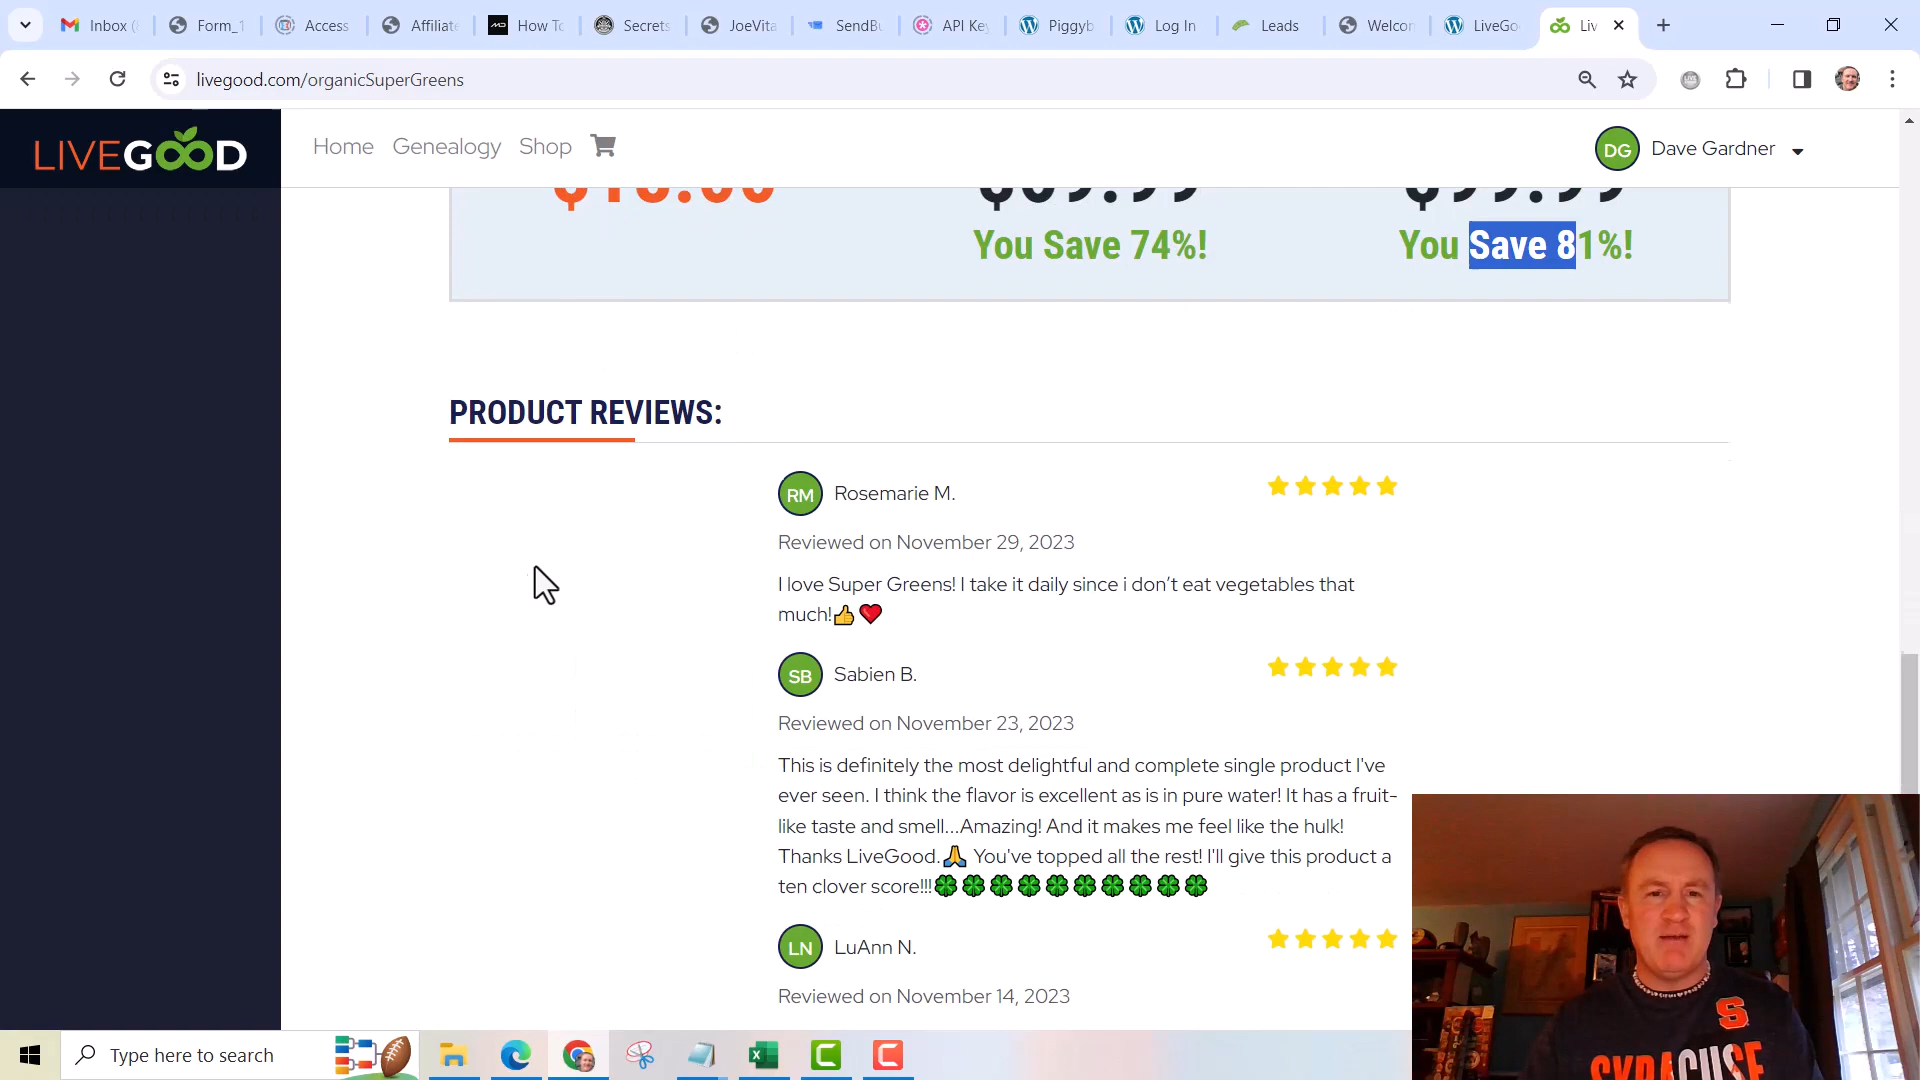 Inbox (
Form_1
Access
Affiliate
How To
Secrets
JoeVita
SendBu
API Key
Piggyb
Log In
Leads
Welcon
LiveGo
Liv
livegood.com/organicSuperGreens
LIVEGOOD
Home
Genealogy
Shop
DG
Dave Gardner
You Save 74%!
You Save 81%!
PRODUCT REVIEWS:
RM
Rosemarie M.
Reviewed on November 29, 2023
I love Super Greens! I take it daily since i don’t eat vegetables that
much!👍❤️
SB
Sabien B.
Reviewed on November 23, 2023
This is definitely the most delightful and complete single product I've
ever seen. I think the flavor is excellent as is in pure water! It has a fruit-
like taste and smell...Amazing! And it makes me feel like the hulk!
Thanks LiveGood.🙏 You've topped all the rest! I'll give this product a
ten clover score!!!🍀🍀🍀🍀🍀🍀🍀🍀🍀🍀
LN
LuAnn N.
Reviewed on November 14, 2023
S
SYRACUSE
Type here to search